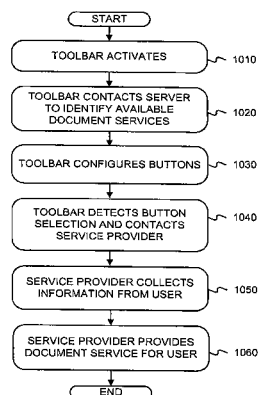 START
TOOLBAR ACTIVATES
1010
TOOLBAR CONTACTS SERVER
TO IDENTIFY AVAILABLE
DOCUMENT SERVICES
1020
TOOLBAR CONFIGURES BUTTONS
1030
TOOLBAR DETECTS BUTTON
SELECTION AND CONTACTS
SERVICE PROVIDER
1040
SERVICE PROVIDER COLLECTS
INFORMATION FROM USER
1050
SERVICE PROVIDER PROVIDES
DOCUMENT SERVICE FOR USER
1060
END